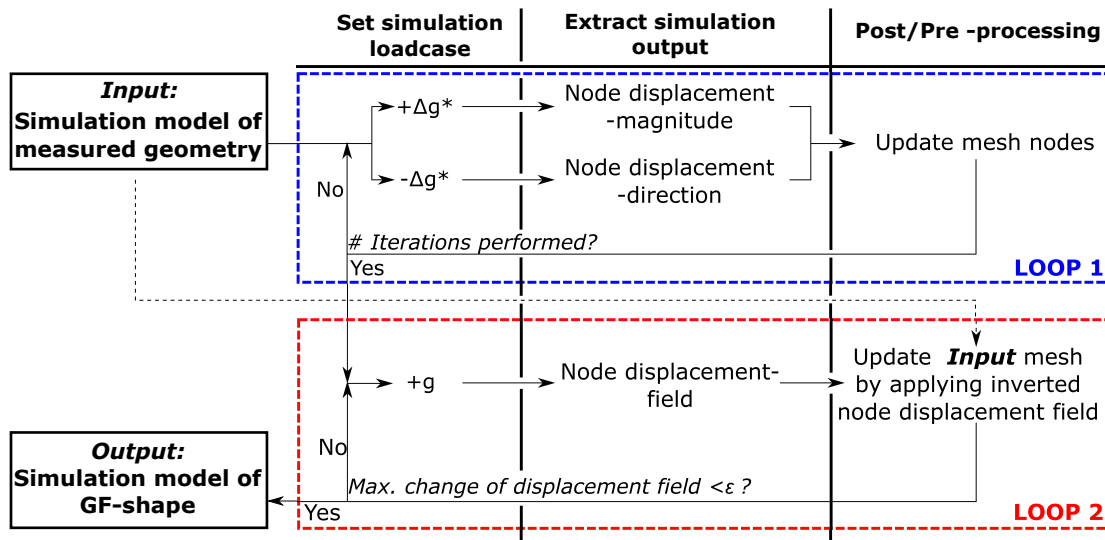 Set simulation
loadcase
Extract simulation
output
Post/Pre -processing
Input:
Simulation model of
measured geometry
+Δg*
Node displacement
-magnitude
Update mesh nodes
-Δg*
Node displacement
-direction
No
# Iterations performed?
Yes
LOOP 1
+g
Node displacement-
field
Update Input mesh
by applying inverted
node displacement field
Output:
Simulation model of
GF-shape
No
Max. change of displacement field <ε ?
Yes
LOOP 2